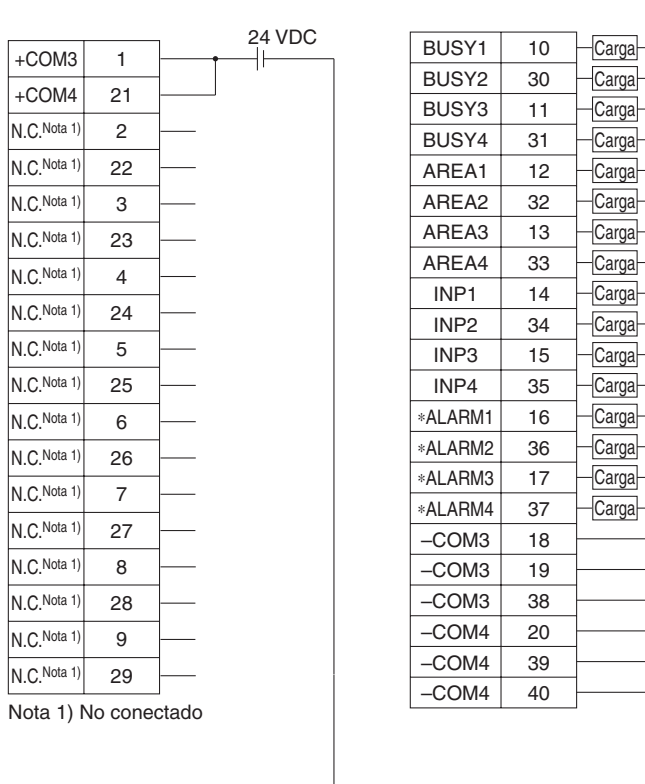 24 VDC
+COM3 1
+COM4 21
N.C.Nota 1) 2
N.C.Nota 1) 22
N.C.Nota 1) 3
N.C.Nota 1) 23
N.C.Nota 1) 4
N.C.Nota 1) 24
N.C.Nota 1) 5
N.C.Nota 1) 25
N.C.Nota 1) 6
N.C.Nota 1) 26
N.C.Nota 1) 7
N.C.Nota 1) 27
N.C.Nota 1) 8
N.C.Nota 1) 28
N.C.Nota 1) 9
N.C.Nota 1) 29
Nota 1) No conectado
BUSY1 10 Carga
BUSY2 30 Carga
BUSY3 11 Carga
BUSY4 31 Carga
AREA1 12 Carga
AREA2 32 Carga
AREA3 13 Carga
AREA4 33 Carga
INP1 14 Carga
INP2 34 Carga
INP3 15 Carga
INP4 35 Carga
*ALARM1 16 Carga
*ALARM2 36 Carga
*ALARM3 17 Carga
*ALARM4 37 Carga
–COM3 18
–COM3 19
–COM3 38
–COM4 20
–COM4 39
–COM4 40